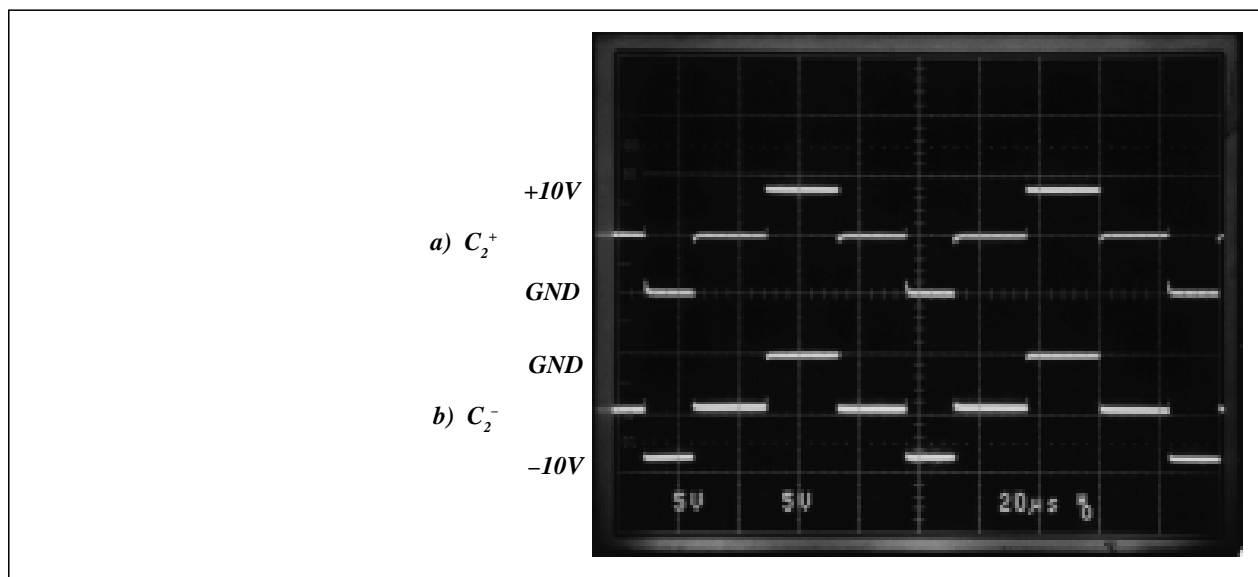 +10V
a) C₂⁺
GND
GND
b) C₂⁻
–10V
5V 5V 20µs